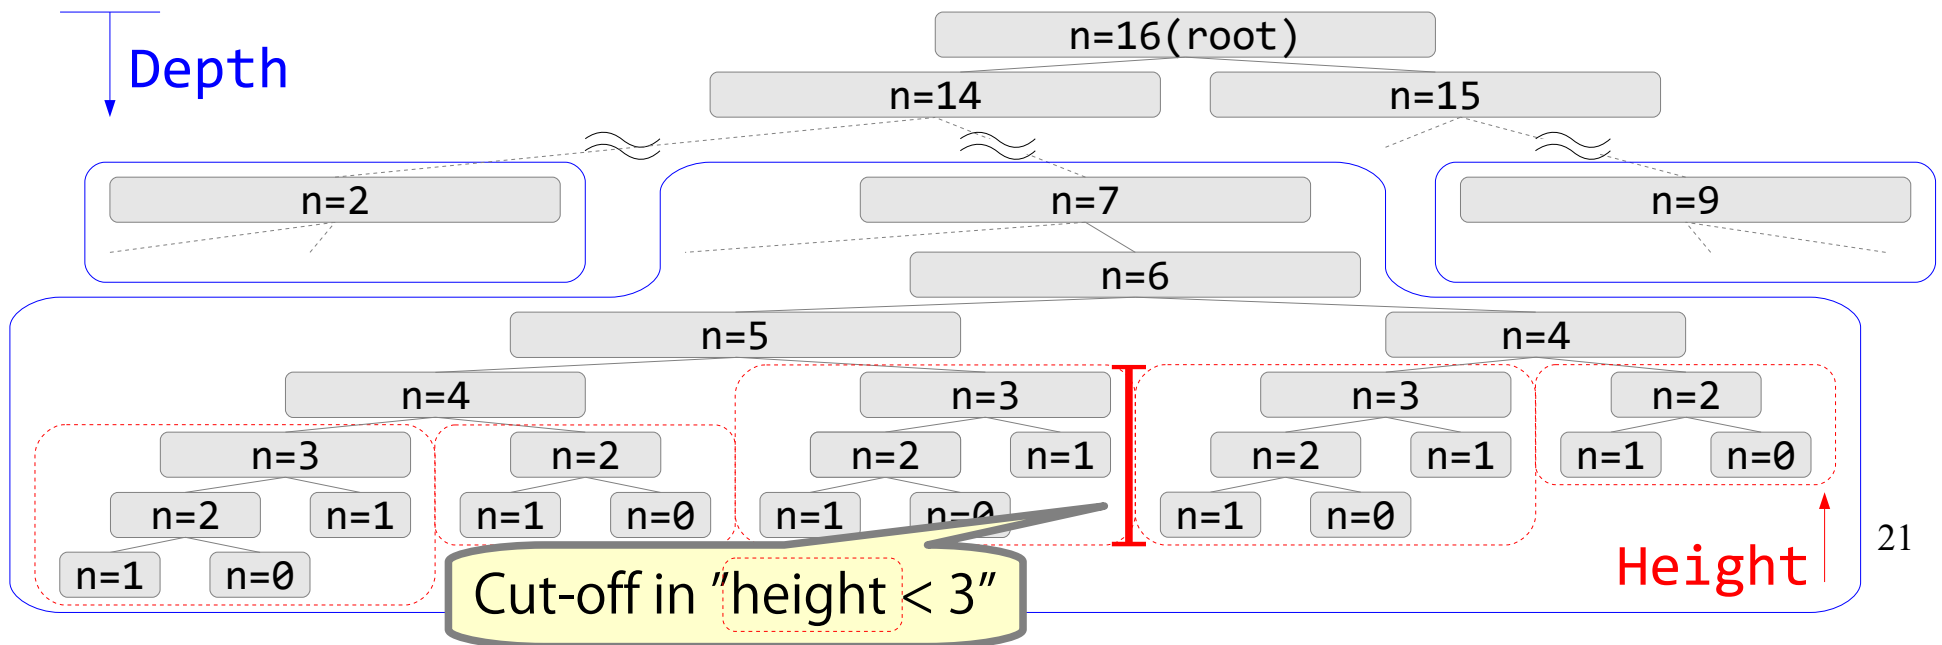 n=16(root)
Depth
n=14 n=15
n=2 n=7 n=9
n=6
n=5 n=4
n=4 n=3 n=3 n=2
n=3 n=2 n=2 n=1 n=2 n=1 n=1 n=0
n=2 n=1 n=1 n=0 n=1 n=0 n=1 n=0
21
Height
n=1 n=0
Cut-off in "height < 3"